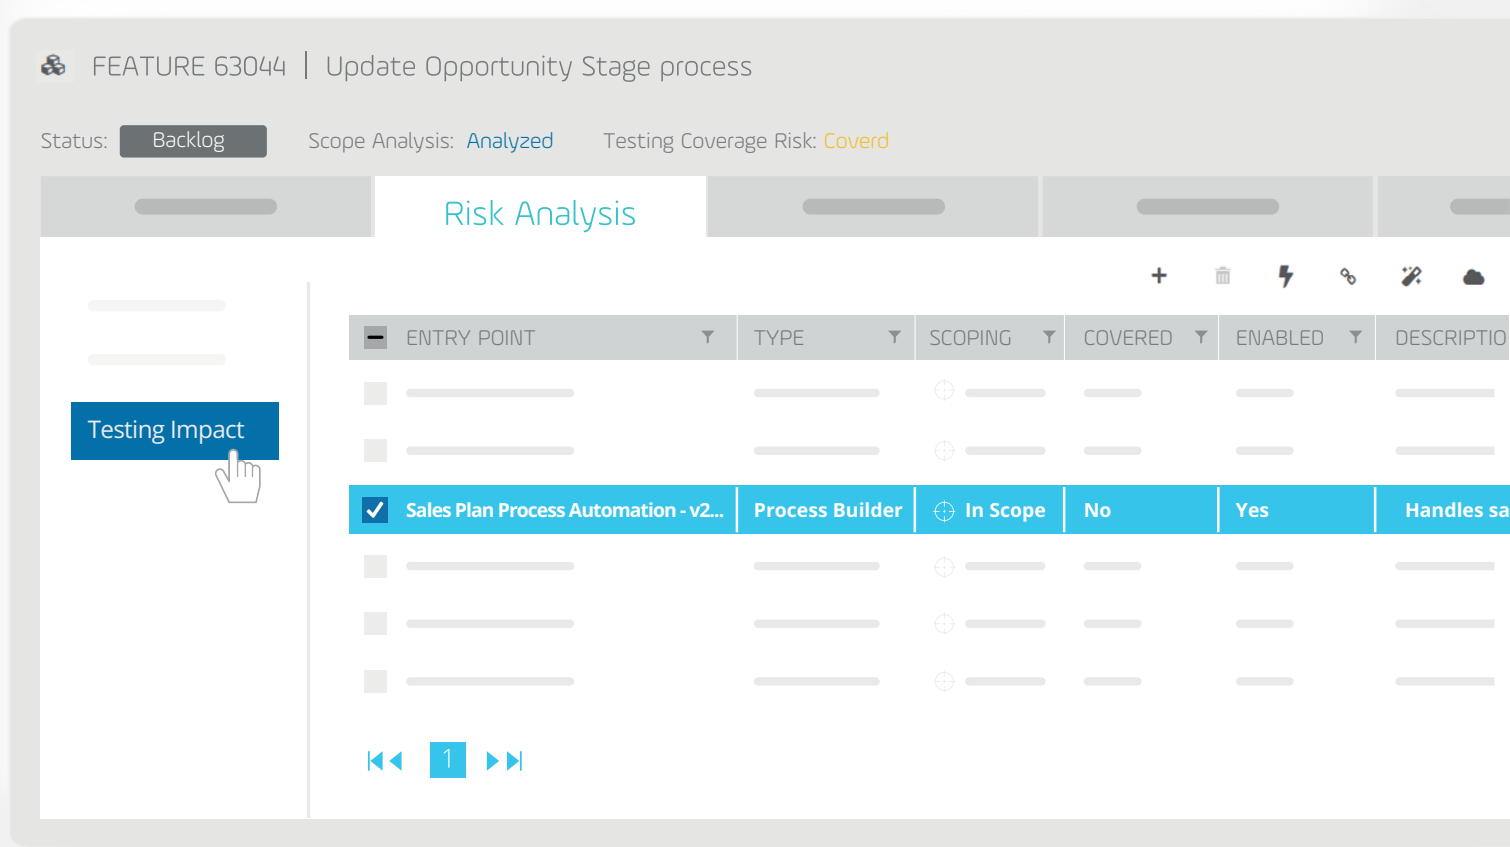 FEATURE 63044 | Update Opportunity Stage process
Status: Backlog Scope Analysis: Analyzed Testing Coverage Risk: Coverd
Risk Analysis
ENTRY POINT TYPE SCOPING COVERED ENABLED DESCRIPTIO
Testing Impact
Sales Plan Process Automation - v2... Process Builder In Scope No Yes Handles sa
1